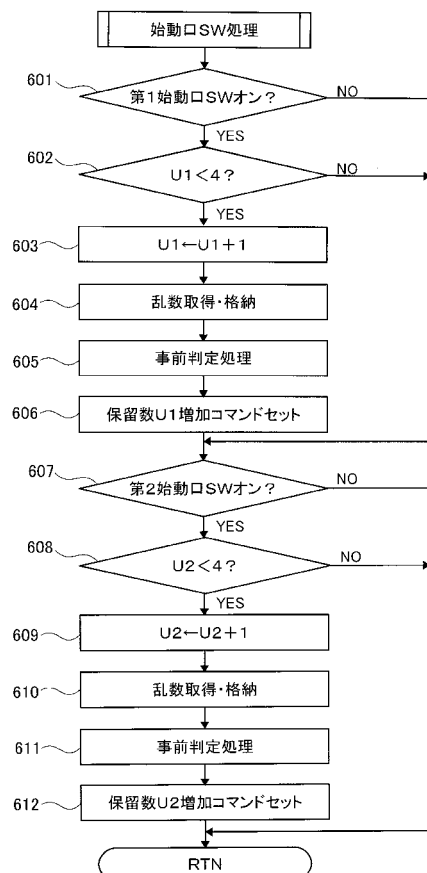 始動口SW処理
601
第1始動口SWオン?
NO
YES
602
U1<4?
NO
YES
603
U1←U1+1
604
乱数取得・格納
605
事前判定処理
606
保留数U1増加コマンドセット
607
第2始動口SWオン?
NO
YES
608
U2<4?
NO
YES
609
U2←U2+1
610
乱数取得・格納
611
事前判定処理
612
保留数U2増加コマンドセット
RTN